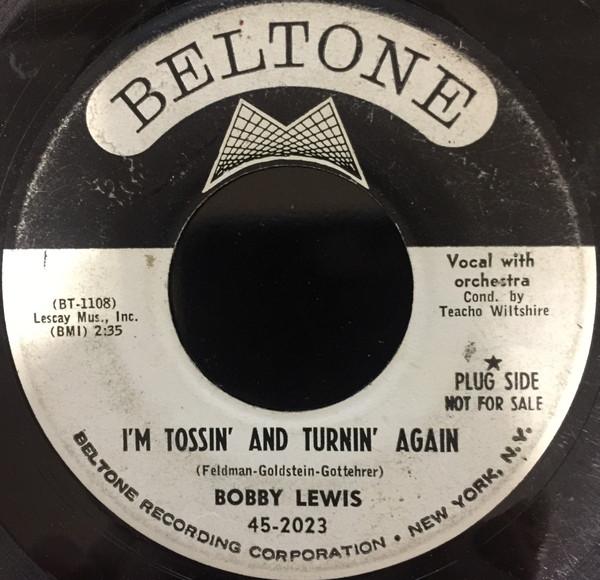 BELTONE
Vocal with
orchestra
Cond. by
Teacho Wiltshire
(BT-1108)
Lescay Mus., Inc.
(BMI) 2:35
★
PLUG SIDE
NOT FOR SALE
I'M TOSSIN' AND TURNIN' AGAIN
(Feldman-Goldstein-Gottehrer)
BOBBY LEWIS
45-2023
BELTONE RECORDING CORPORATION • NEW YORK, N.Y.